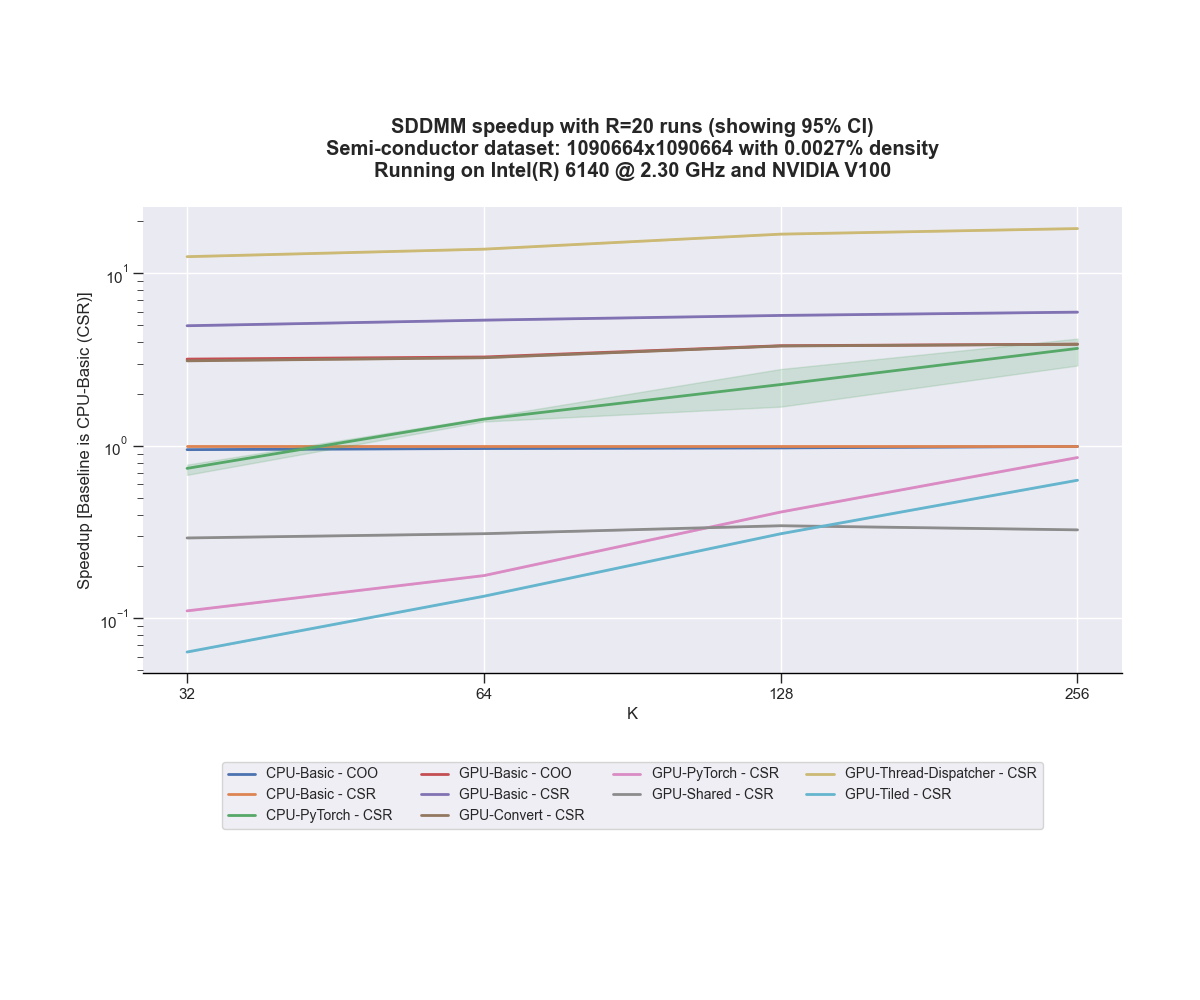 SDDMM speedup with R=20 runs (showing 95% CI)
Semi-conductor dataset: 1090664x1090664 with 0.0027% density
Running on Intel(R) 6140 @ 2.30 GHz and NVIDIA V100
Speedup [Baseline is CPU-Basic (CSR)]
10^1
10^0
10^−1
32 64 128 256
K
CPU-Basic - COO
CPU-Basic - CSR
CPU-PyTorch - CSR
GPU-Basic - COO
GPU-Basic - CSR
GPU-Convert - CSR
GPU-PyTorch - CSR
GPU-Shared - CSR
GPU-Thread-Dispatcher - CSR
GPU-Tiled - CSR